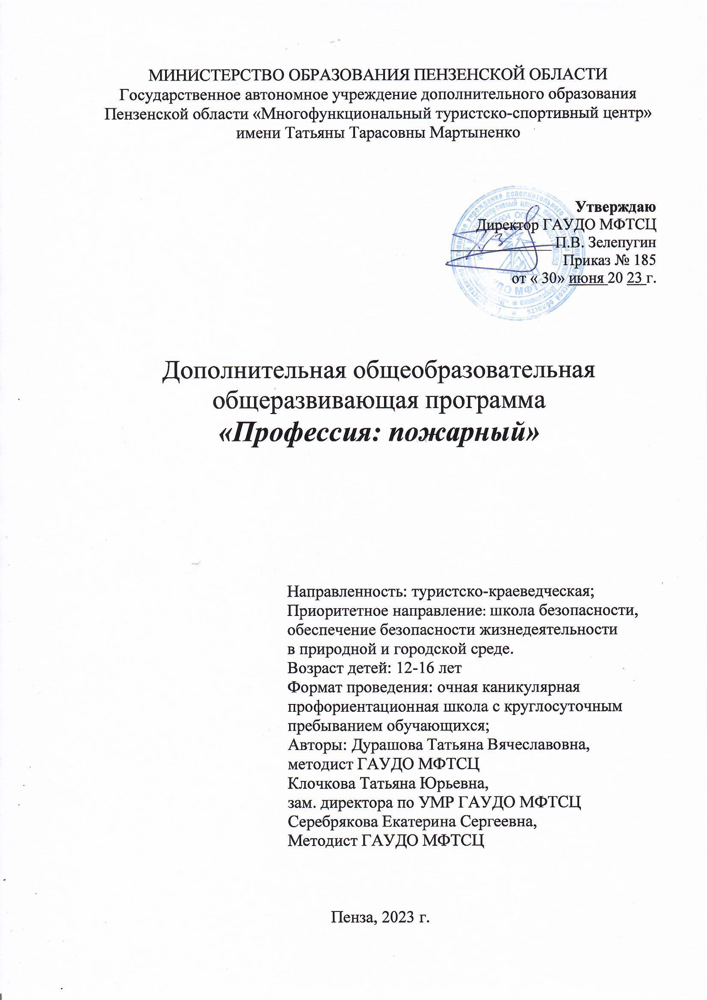 МИНИСТЕРСТВО ОБРАЗОВАНИЯ ПЕНЗЕНСКОЙ ОБЛАСТИ
Государственное автономное учреждение дополнительного образования
Пензенской области «Многофункциональный туристско-спортивный центр»
имени Татьяны Тарасовны Мартыненко
Утверждаю
Директор ГАУДО МФТСЦ
П.В. Зелепугин
Приказ № 185
от « 30» июня 20 23 г.
Дополнительная общеобразовательная
общеразвивающая программа
«Профессия: пожарный»
Направленность: туристско-краеведческая;
Приоритетное направление: школа безопасности,
обеспечение безопасности жизнедеятельности
в природной и городской среде.
Возраст детей: 12-16 лет
Формат проведения: очная каникулярная
профориентационная школа с круглосуточным
пребыванием обучающихся;
Авторы: Дурашова Татьяна Вячеславовна,
методист ГАУДО МФТСЦ
Клочкова Татьяна Юрьевна,
зам. директора по УМР ГАУДО МФТСЦ
Серебрякова Екатерина Сергеевна,
Методист ГАУДО МФТСЦ
Пенза, 2023 г.